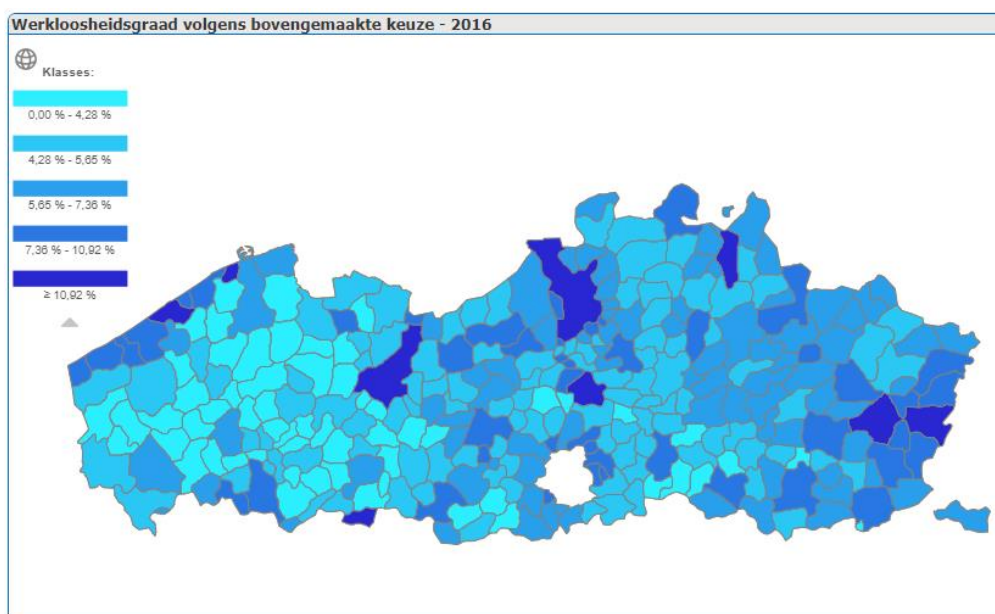 Werkloosheidsgraad volgens bovengemaakte keuze - 2016
Klasses:
0,00 % - 4,28 %
4,28 % - 5,65 %
5,65 % - 7,36 %
7,36 % - 10,92 %
≥ 10,92 %